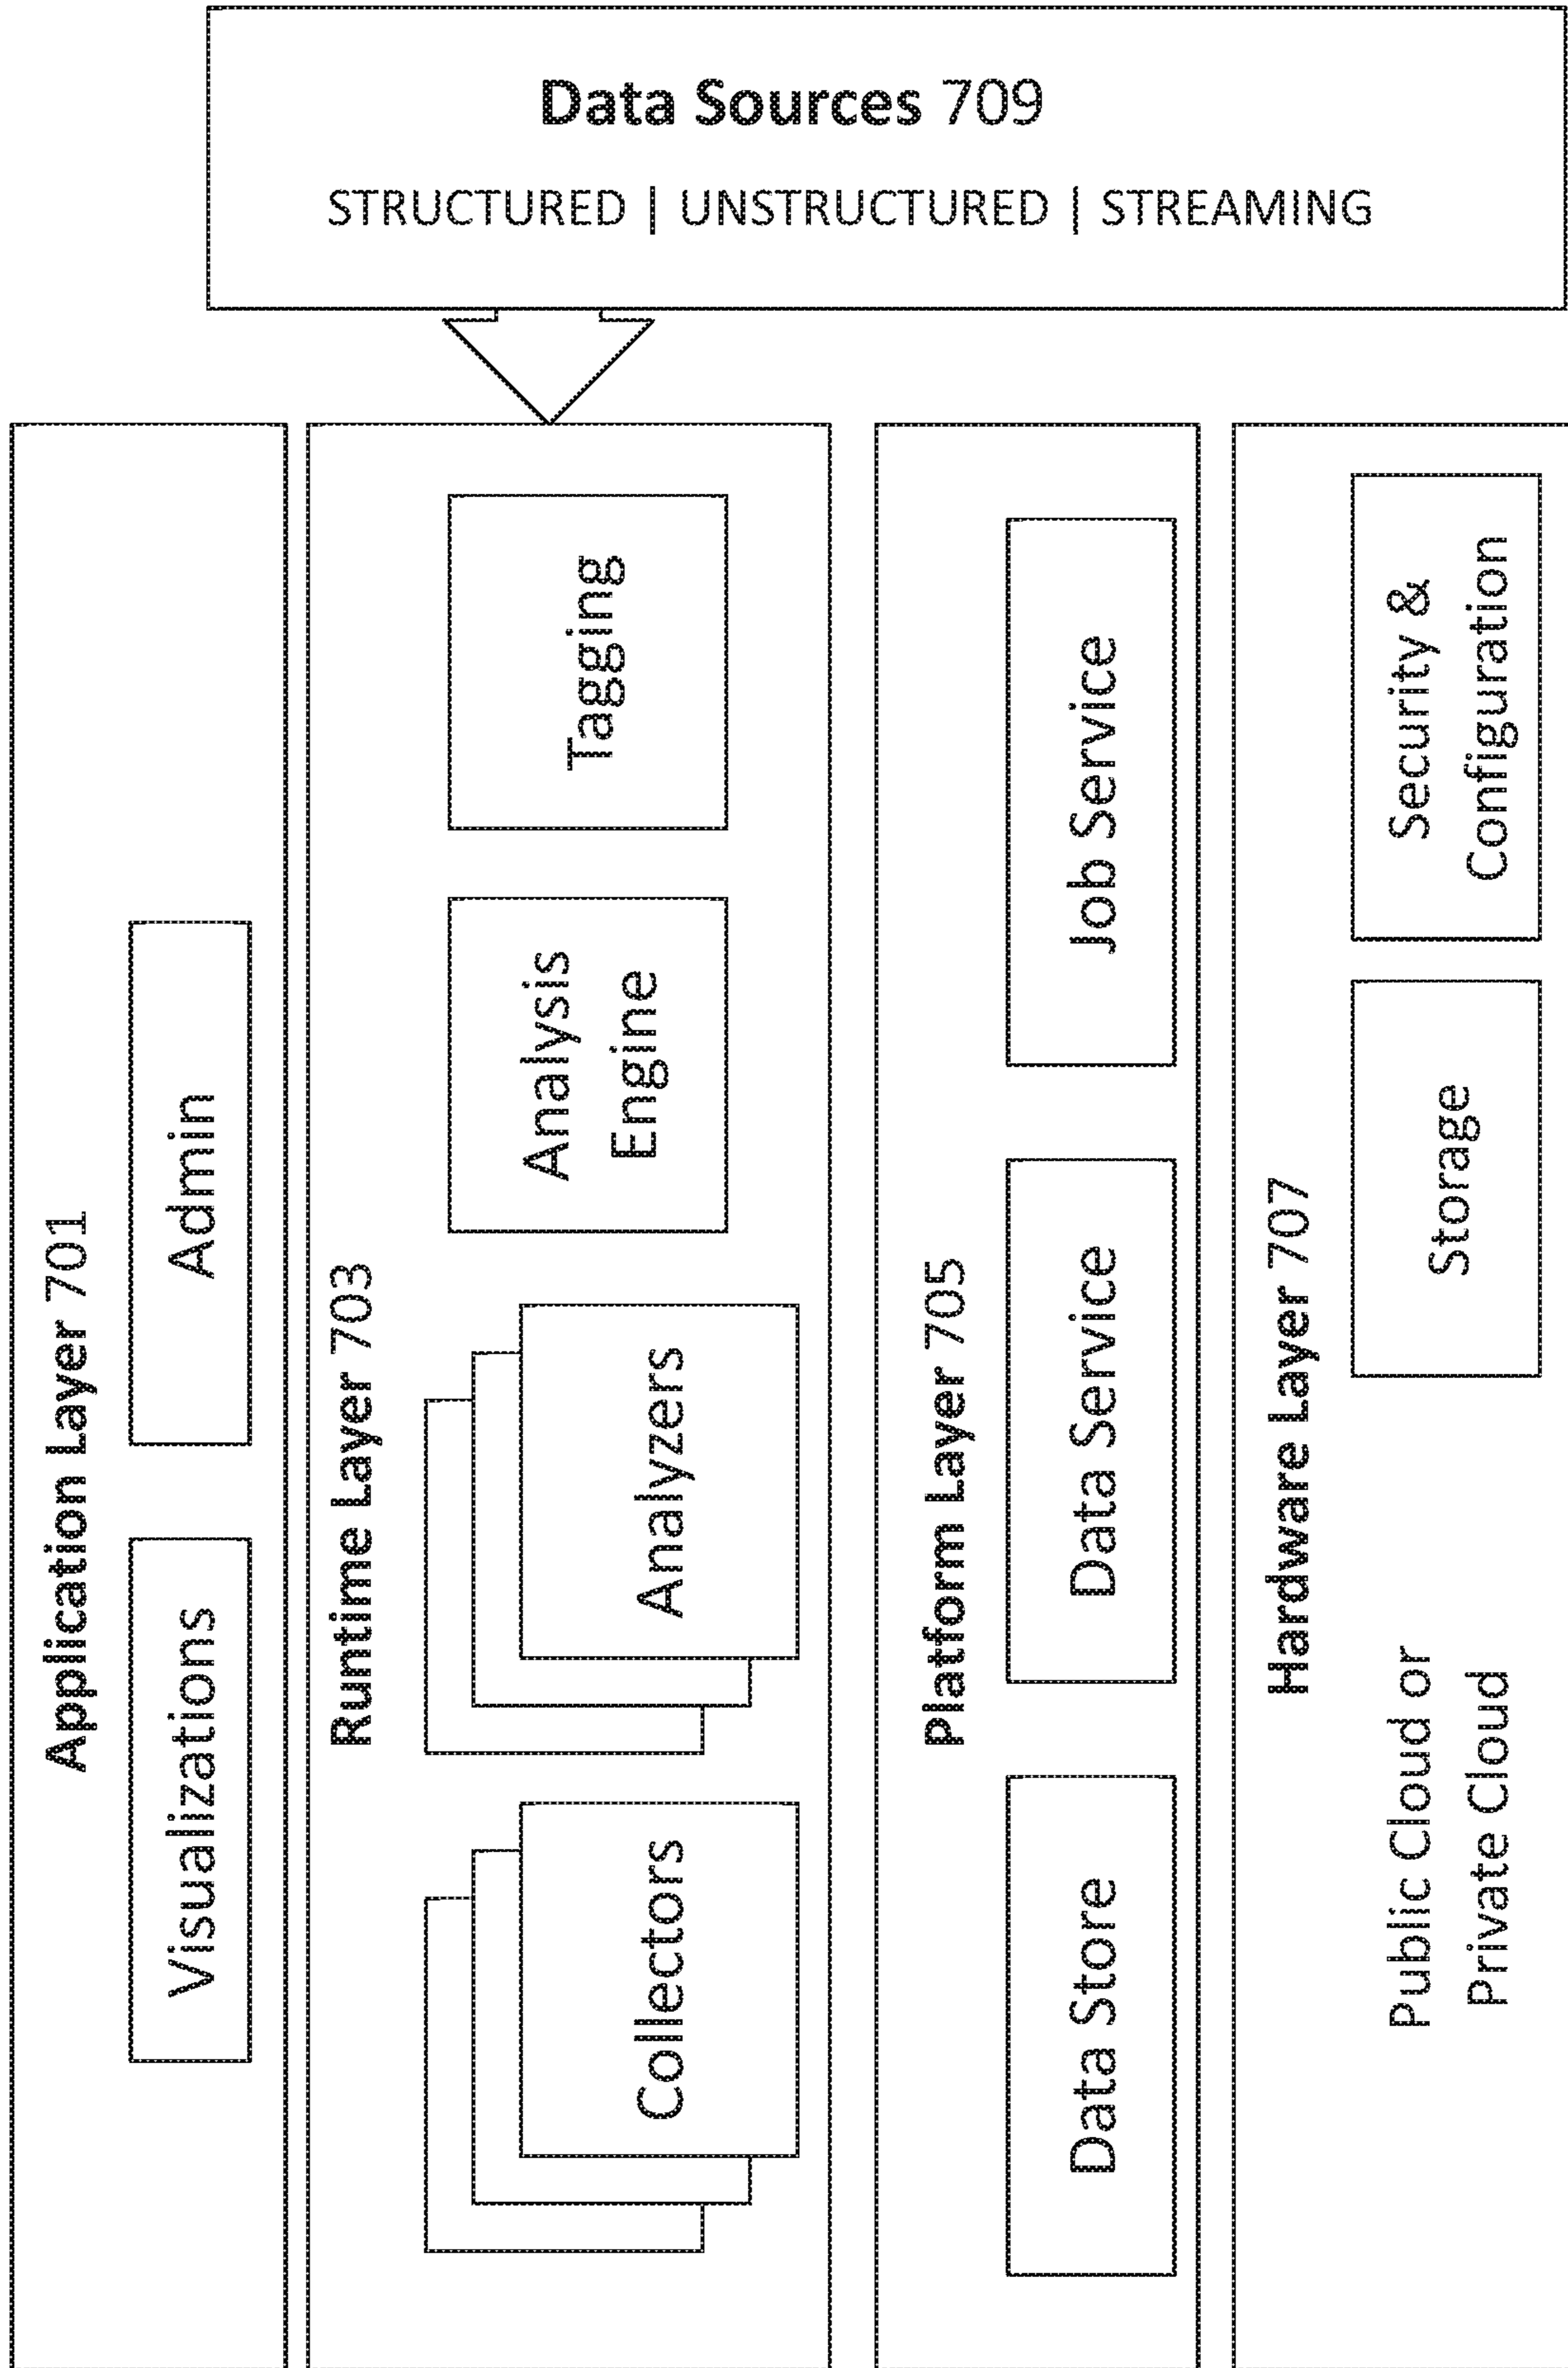 Data Sources 709
STRUCTURED | UNSTRUCTURED | STREAMING
Application Layer 701
Visualizations
Admin
Runtime Layer 703
Collectors
Analyzers
Analysis
Engine
Tagging
Platform Layer 705
Data Store
Data Service
Job Service
Hardware Layer 707
Public Cloud or
Private Cloud
Storage
Security &
Configuration